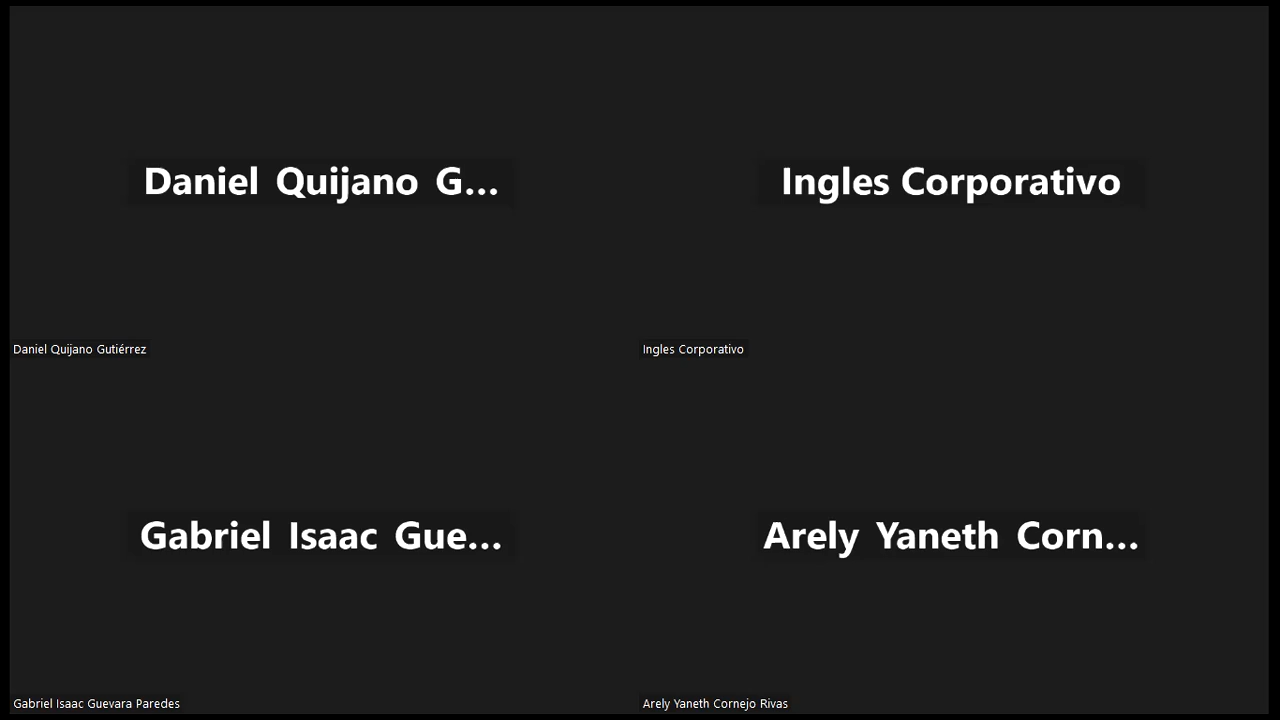 Daniel Quijano G...
Ingles Corporativo
Daniel Quijano Gutiérrez
Ingles Corporativo
Gabriel Isaac Gue...
Arely Yaneth Corn...
Gabriel Isaac Guevara Paredes
Arely Yaneth Cornejo Rivas